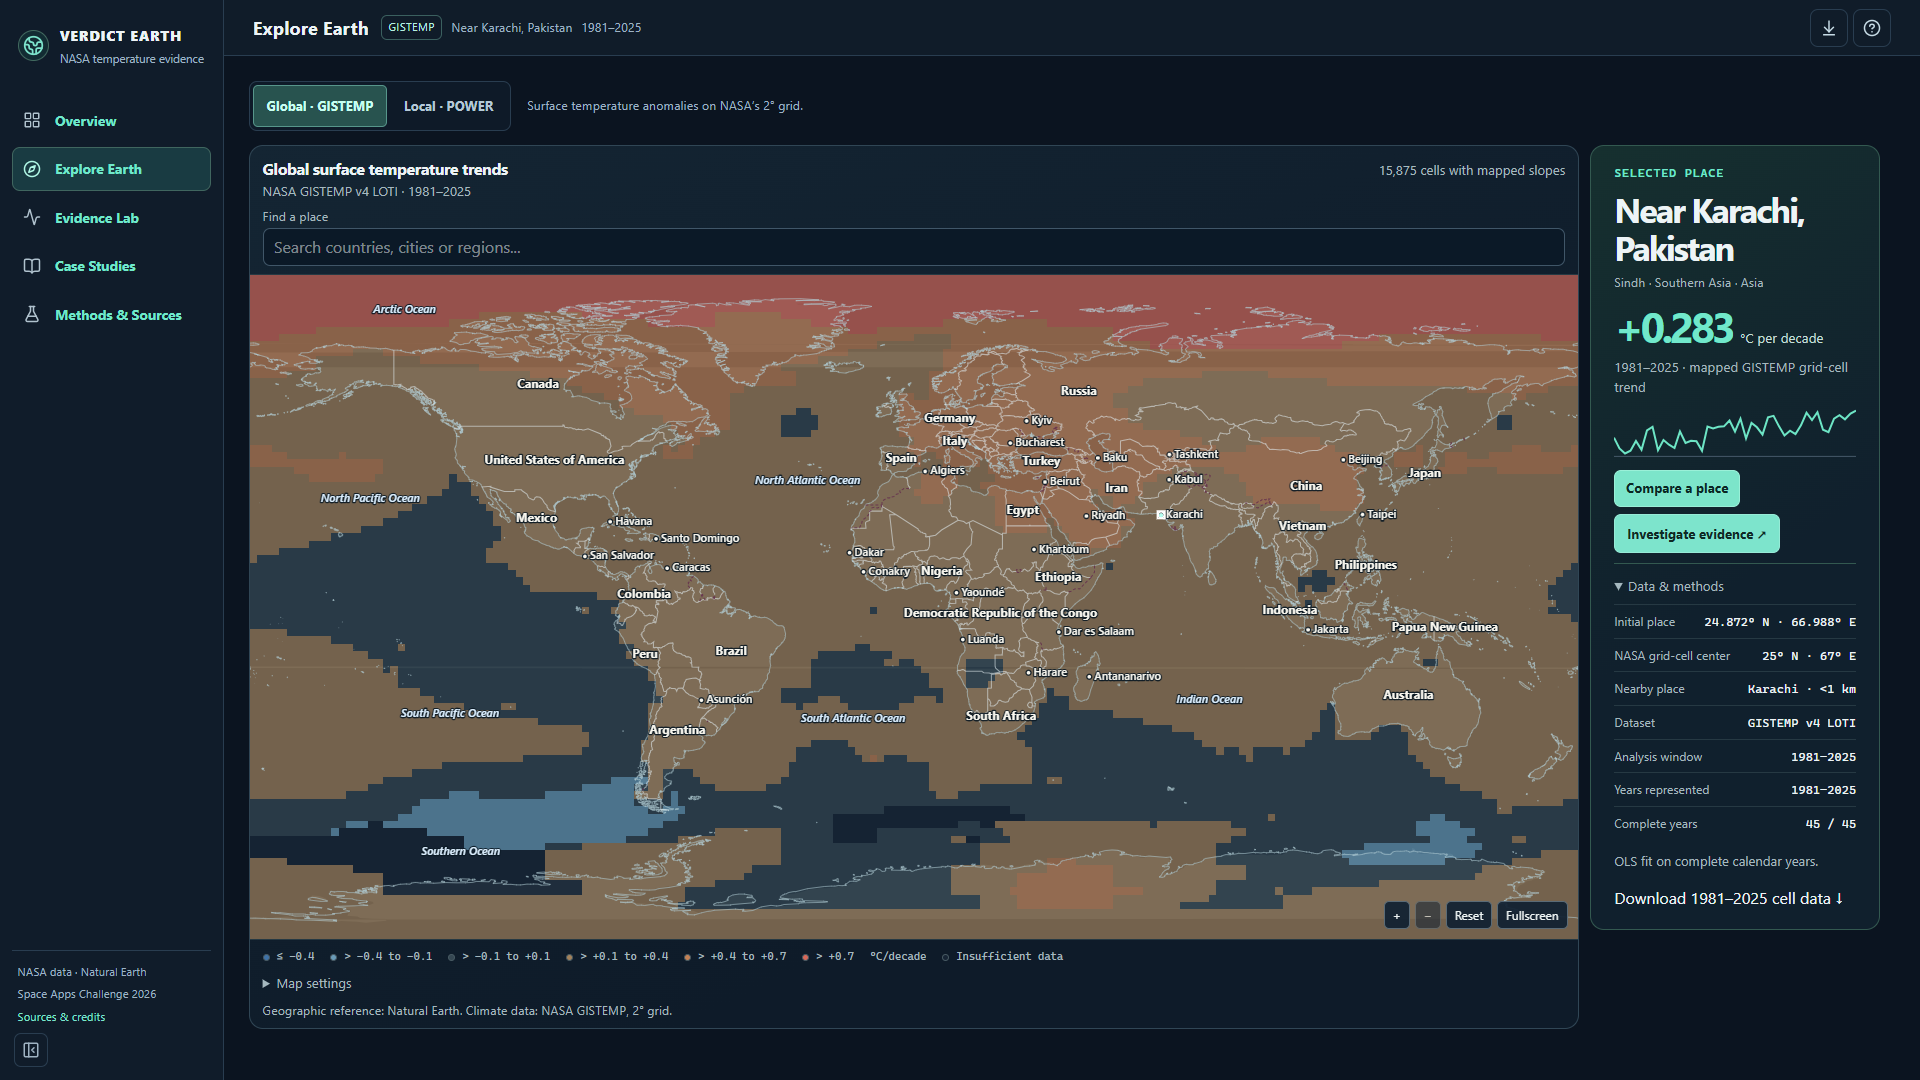 VERDICT EARTH
NASA temperature evidence
Overview
Explore Earth
Evidence Lab
Case Studies
Methods & Sources
NASA data · Natural Earth
Space Apps Challenge 2026
Sources & credits
Explore Earth GISTEMP Near Karachi, Pakistan 1981–2025
Global · GISTEMP Local · POWER Surface temperature anomalies on NASA's 2° grid.
Global surface temperature trends
15,875 cells with mapped slopes
NASA GISTEMP v4 LOTI · 1981–2025
Find a place
Search countries, cities or regions...
Arctic Ocean
Canada
Russia
Germany
Kyiv
Italy
Bucharest
United States of America
Spain
Turkey
Baku
Tashkent
Beijing
Japan
Algiers
North Atlantic Ocean
Beirut
Iran
Kabul
China
North Pacific Ocean
Egypt
Riyadh
Karachi
Taipei
Mexico
Havana
Vietnam
Santo Domingo
San Salvador
Dakar
Khartoum
Caracas
Conakry
Nigeria
Ethiopia
Philippines
Colombia
Yaoundé
Democratic Republic of the Congo
Indonesia
Luanda
Dar es Salaam
Jakarta
Papua New Guinea
Peru
Brazil
Harare
Antananarivo
Asunción
Indian Ocean
Australia
South Pacific Ocean
South Atlantic Ocean
South Africa
Argentina
Southern Ocean
+ − Reset Fullscreen
≤ −0.4 > −0.4 to −0.1 > −0.1 to +0.1 > +0.1 to +0.4 > +0.4 to +0.7 > +0.7 °C/decade Insufficient data
Map settings
Geographic reference: Natural Earth. Climate data: NASA GISTEMP, 2° grid.
SELECTED PLACE
Near Karachi,
Pakistan
Sindh · Southern Asia · Asia
+0.283 °C per decade
1981–2025 · mapped GISTEMP grid-cell
trend
Compare a place
Investigate evidence ↗
▼ Data & methods
Initial place 24.872° N · 66.988° E
NASA grid-cell center 25° N · 67° E
Nearby place Karachi · <1 km
Dataset GISTEMP v4 LOTI
Analysis window 1981–2025
Years represented 1981–2025
Complete years 45 / 45
OLS fit on complete calendar years.
Download 1981–2025 cell data ↓